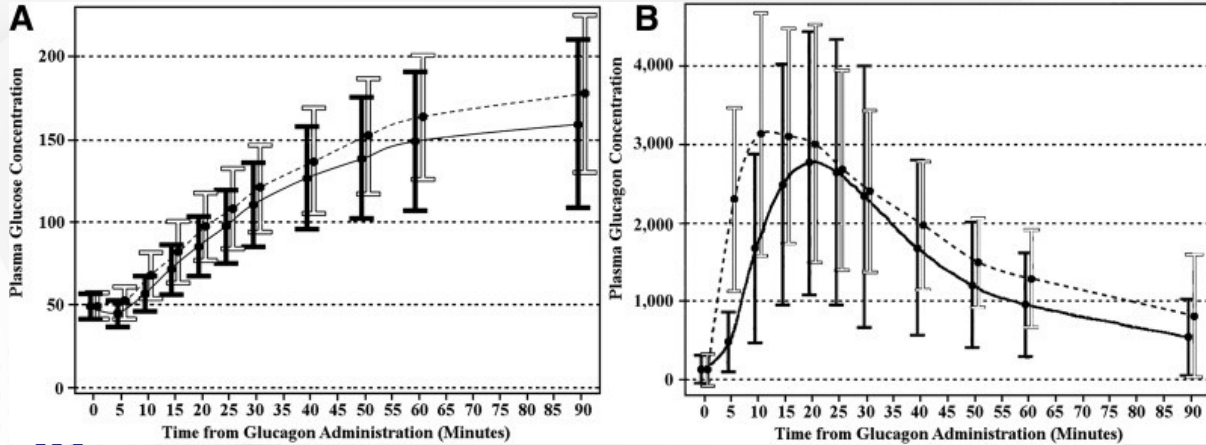 A
Plasma Glucose Concentration
200
150
100
50
0
0 5 10 15 20 25 30 35 40 45 50 55 60 65 70 75 80 85 90
Time from Glucagon Administration (Minutes)
B
Plasma Glucagon Concentration
4,000
3,000
2,000
1,000
0
0 5 10 15 20 25 30 35 40 45 50 55 60 65 70 75 80 85 90
Time from Glucagon Administration (Minutes)